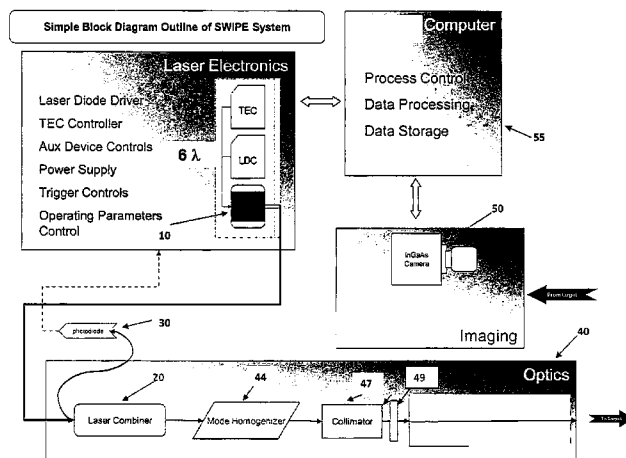 Simple Block Diagram Outline of SWIPE System
Laser Electronics
Laser Diode Driver
TEC Controller
Aux Device Controls
Power Supply
Trigger Controls
Operating Parameters
Control
10
6 λ
TEC
LDC
Computer
Process Control
Data Processing
Data Storage
55
50
InGaAs
Camera
From target
Imaging
photodiode
30
40
Optics
20
44
47
49
Laser Combiner
Mode Homogenizer
Collimator
To target